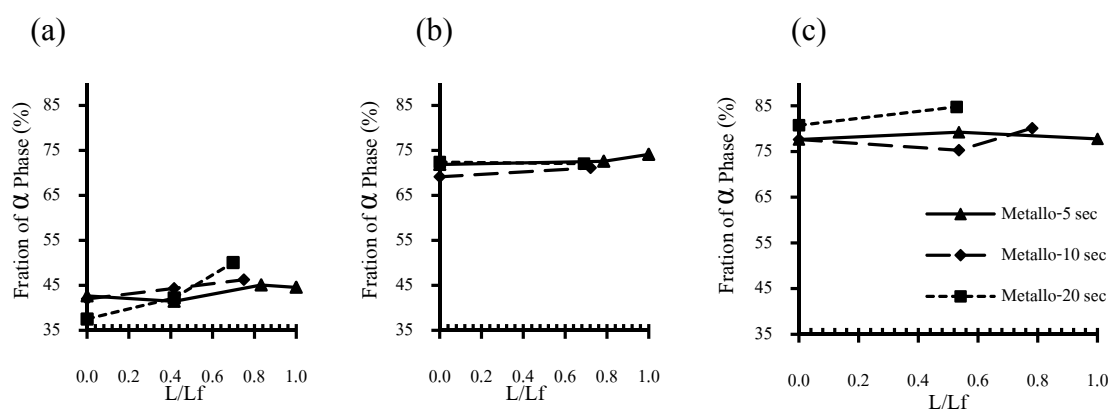 (a)
(b)
(c)
Fration of α Phase (%)
85
75
65
55
45
35
0.0 0.2 0.4 0.6 0.8 1.0
L/Lf
Fration of α Phase (%)
85
75
65
55
45
35
0.0 0.2 0.4 0.6 0.8 1.0
L/Lf
Fration of α Phase (%)
85
75
65
55
45
35
0.0 0.2 0.4 0.6 0.8 1.0
L/Lf
Metallo-5 sec
Metallo-10 sec
Metallo-20 sec